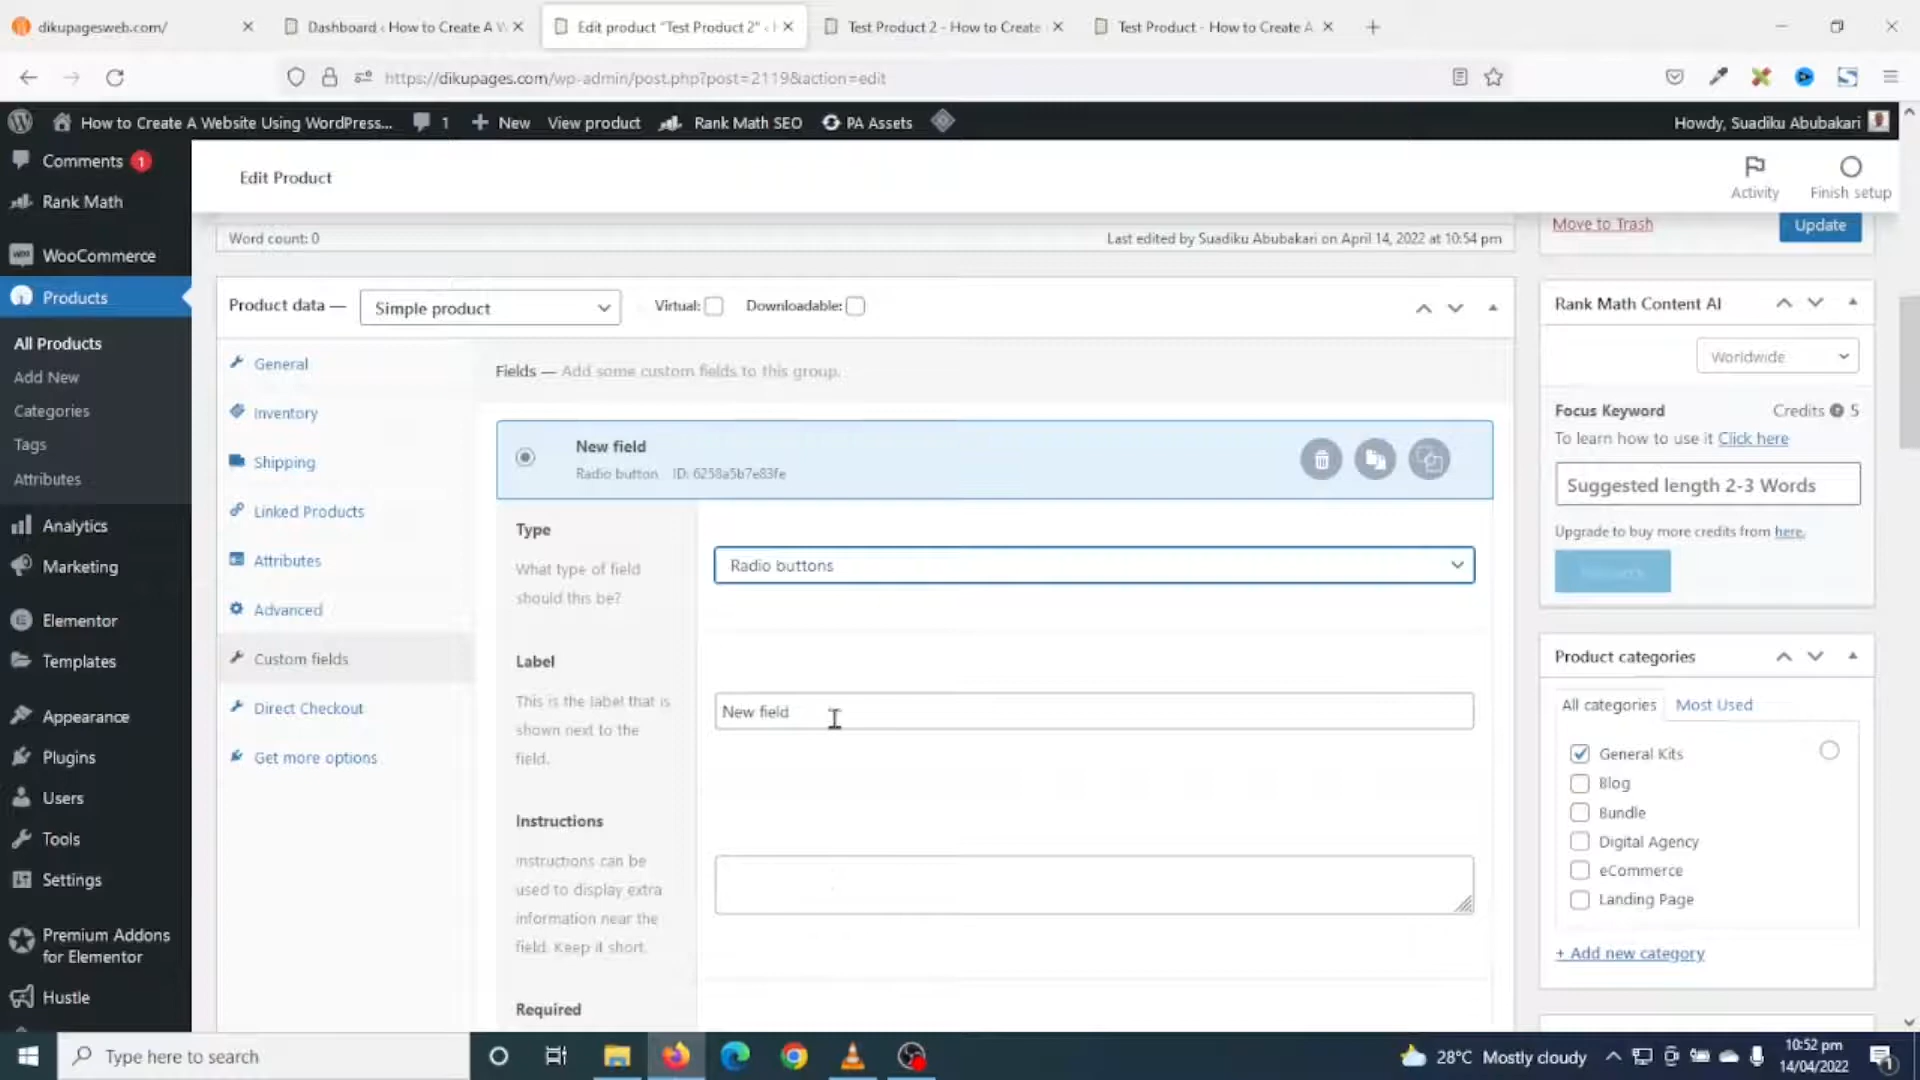 dikupagesweb.com/
Dashboard ‹ How to Create A W
Edit product "Test Product 2" ‹ H
Test Product 2 - How to Create
Test Product - How to Create A
https://dikupages.com/wp-admin/post.php?post=2119&action=edit
How to Create A Website Using WordPress...
1
New
View product
Rank Math SEO
PA Assets
Howdy, Suadiku Abubakari
Comments 1
Rank Math
WooCommerce
Products
All Products
Add New
Categories
Tags
Attributes
Analytics
Marketing
Elementor
Templates
Appearance
Plugins
Users
Tools
Settings
Premium Addons
for Elementor
Hustle
Edit Product
Activity
Finish setup
Word count: 0
Last edited by Suadiku Abubakari on April 14, 2022 at 10:54 pm
Move to Trash
Update
Product data —
Simple product
Virtual:
Downloadable:
General
Inventory
Shipping
Linked Products
Attributes
Advanced
Custom fields
Direct Checkout
Get more options
Fields — Add some custom fields to this group.
New field
Radio button ID: 6258a5b7e83fe
Type
What type of field
should this be?
Radio buttons
Label
This is the label that is
shown next to the
field.
New field
Instructions
Instructions can be
used to display extra
information near the
field. Keep it short.
Required
Rank Math Content AI
Worldwide
Focus Keyword
Credits 5
To learn how to use it Click here
Suggested length 2-3 Words
Upgrade to buy more credits from here.
Product categories
All categories
Most Used
General Kits
Blog
Bundle
Digital Agency
eCommerce
Landing Page
+ Add new category
Type here to search
28°C Mostly cloudy
10:52 pm
14/04/2022
1